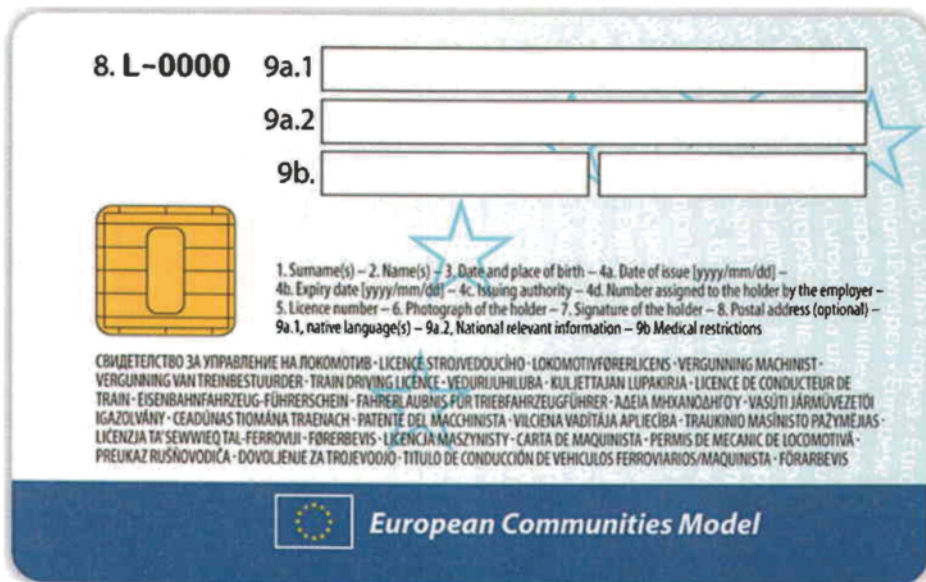 8. L-0000 9a.1
9a.2
9b.
1. Surname(s) – 2. Name(s) – 3. Date and place of birth – 4a. Date of issue [yyyy/mm/dd] –
4b. Expiry date [yyyy/mm/dd] – 4c. Issuing authority – 4d. Number assigned to the holder by the employer –
5. Licence number – 6. Photograph of the holder – 7. Signature of the holder – 8. Postal address (optional) –
9a.1, native language(s) – 9a.2, National relevant information – 9b Medical restrictions
СВИДЕТЕЛСТВО ЗА УПРАВЛЕНИЕ НА ЛОКОМОТИВ · LICENCE STROJVEDOUCÍHO · LOKOMOTIVFØRERLICENS · VERGUNNING MACHINIST ·
VERGUNNING VAN TREINBESTUURDER · TRAIN DRIVING LICENCE · VEDURIJUHILUBA · KULJETTAJAN LUPAKIRJA · LICENCE DE CONDUCTEUR DE
TRAIN · EISENBAHNFAHRZEUG-FÜHRERSCHEIN · FAHRERLAUBNIS FÜR TRIEBFAHRZEUGFÜHRER · ΑΔΕΙΑ ΜΗΧΑΝΟΔΗΓΟΥ · VASÚTI JÁRMŰVEZETŐI
IGAZOLVÁNY · CEADÚNAS TIOMÁNA TRAENACH · PATENTE DEL MACCHINISTA · VILCIENA VADĪTĀJA APLIECĪBA · TRAUKINIO MAŠINISTO PAŽYMĖJIAS ·
LICENZJA TA' SEWWIEQ TAL-FERROVIJI · FØRERBEVIS · LICENCJA MASZYNISTY · CARTA DE MAQUINISTA · PERMIS DE MECANIC DE LOCOMOTIVĂ ·
PREUKAZ RUŠŇOVODIČA · DOVOLJENJE ZA TROJEVODJO · TITULO DE CONDUCCIÓN DE VEHICULOS FERROVIARIOS/MAQUINISTA · FÖRARBEVIS
European Communities Model